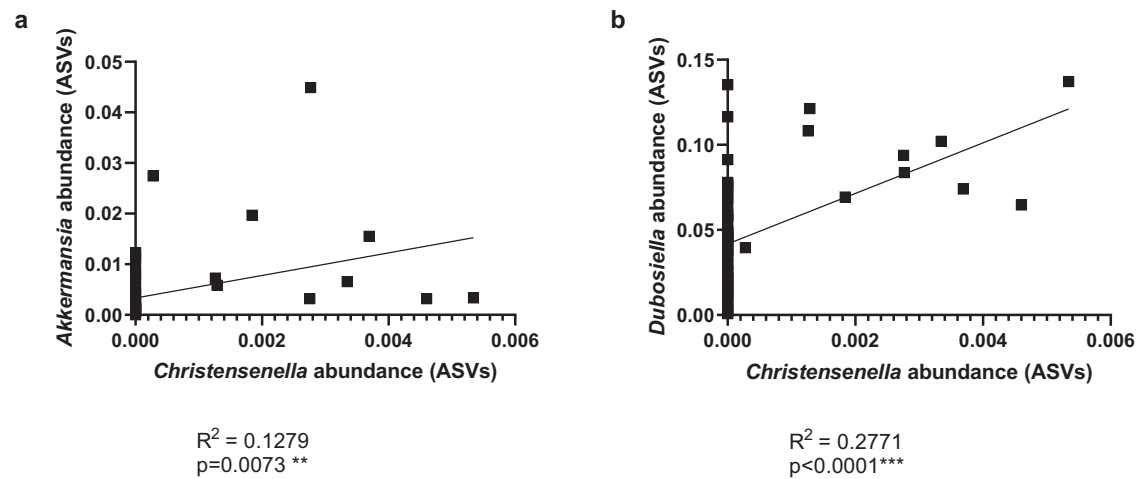 a
Akkermansia abundance (ASVs)
0.05
0.04
0.03
0.02
0.01
0.00
0.000
0.002
0.004
0.006
Christensenella abundance (ASVs)
R² = 0.1279
p=0.0073 **
b
Dubosiella abundance (ASVs)
0.15
0.10
0.05
0.00
0.000
0.002
0.004
0.006
Christensenella abundance (ASVs)
R² = 0.2771
p<0.0001***